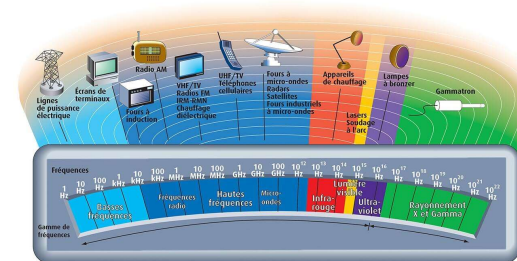 Lignes
de puissance
électrique
Écrans de
terminaux
Radio AM
Fours à
induction
VHF/TV
Radios FM
IRM-RMN
Chauffage
diélectrique
UHF/TV
Téléphones
cellulaires
Fours à
micro-ondes
Radars
Satellites
Fours industriels
à micro-ondes
Appareils
de chauffage
Lasers
Soudage
à l'arc
Lampes
à bronzer
Gammatron
Fréquences
1 Hz
10 Hz
100 Hz
1 kHz
10 kHz
100 kHz
1 MHz
10 MHz
100 MHz
1 GHz
10 GHz
100 GHz
10¹² Hz
10¹³ Hz
10¹⁴ Hz
10¹⁵ Hz
10¹⁶ Hz
10¹⁷ Hz
10¹⁸ Hz
10¹⁹ Hz
10²⁰ Hz
10²¹ Hz
Hz
Basses
fréquences
Fréquences
radio
Hautes
fréquences
Micro-
ondes
Infra-
rouge
Lumière
visible
Ultra-
violet
Rayonnement
X et Gamma
Gamme de
fréquences